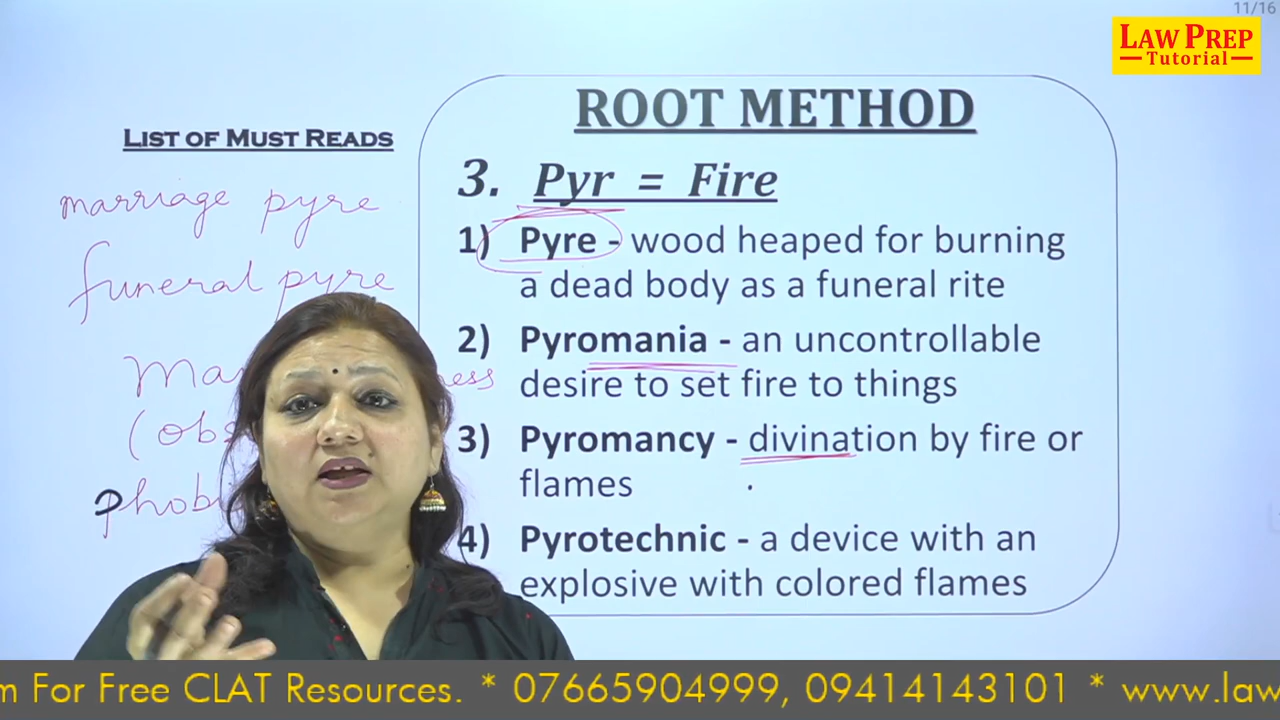 11/16
LAW PREP
Tutorial
ROOT METHOD
LIST OF MUST READS
marriage pyre
funeral pyre
phob
3. Pyr = Fire
1) Pyre - wood heaped for burning
a dead body as a funeral rite
2) Pyromania - an uncontrollable
desire to set fire to things
3) Pyromancy - divination by fire or
flames
4) Pyrotechnic - a device with an
explosive with colored flames
m For Free CLAT Resources. * 07665904999, 09414143101 * www.law